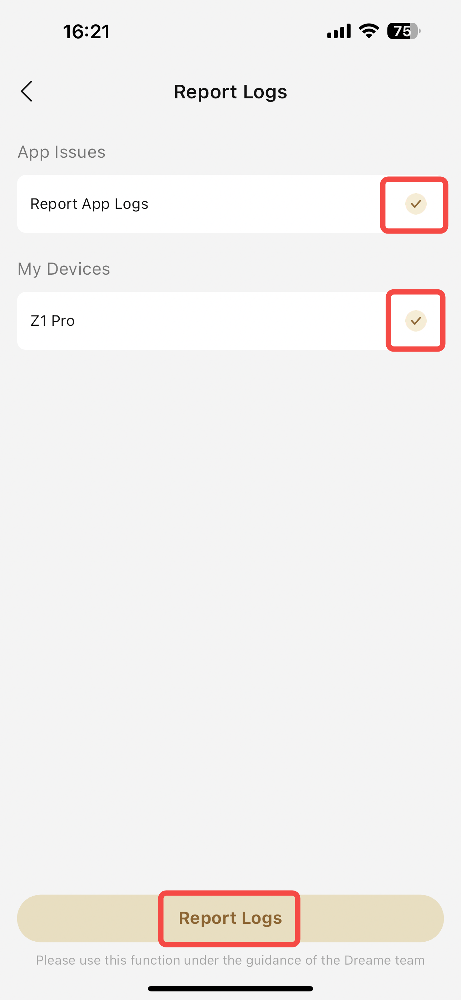 16:21
75
Report Logs
App Issues
Report App Logs
My Devices
Z1 Pro
Report Logs
Please use this function under the guidance of the Dreame team